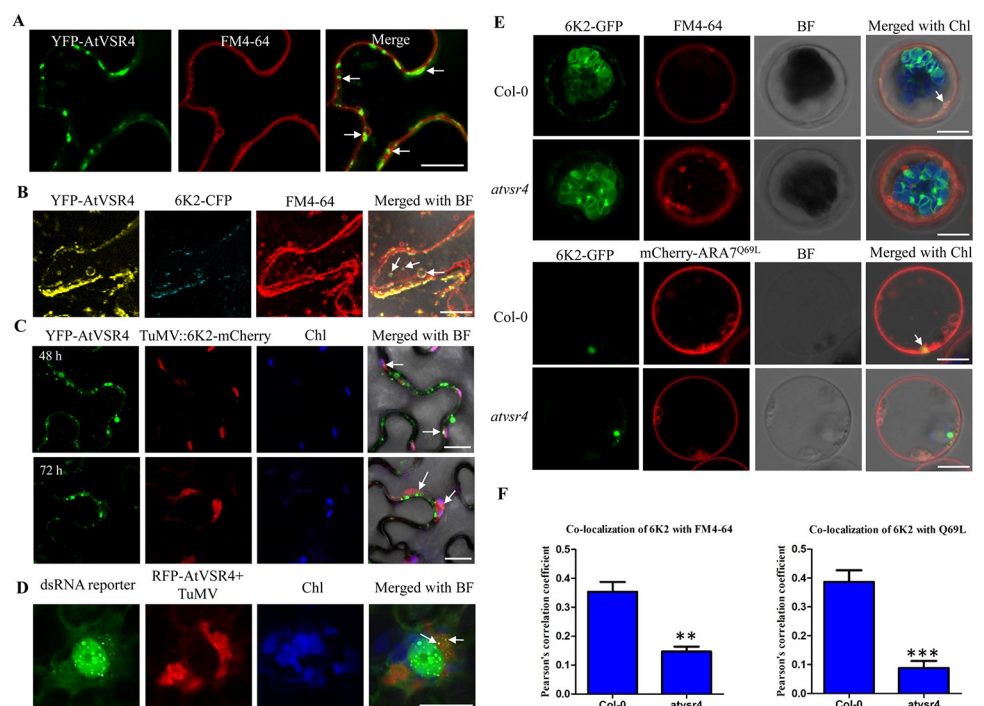 A
YFP-AtVSR4 FM4-64 Merge
B
YFP-AtVSR4 6K2-CFP FM4-64 Merged with BF
C
YFP-AtVSR4 TuMV::6K2-mCherry Chl Merged with BF
48 h
72 h
D
dsRNA reporter RFP-AtVSR4+ Chl Merged with BF
TuMV
E
6K2-GFP FM4-64 BF Merged with Chl
Col-0
atvsr4
6K2-GFP mCherry-ARA7Q69L BF Merged with Chl
Col-0
atvsr4
F
Co-localization of 6K2 with FM4-64
Pearson's correlation coefficient
0.5
0.4
0.3
0.2
0.1
0.0
**
Col-0 atvsr4
Co-localization of 6K2 with Q69L
Pearson's correlation coefficient
0.5
0.4
0.3
0.2
0.1
0.0
***
Col-0 atvsr4